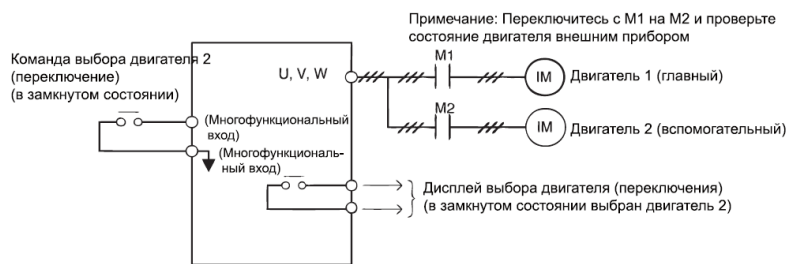 Примечание: Переключитесь с М1 на М2 и проверьте
состояние двигателя внешним прибором
Команда выбора двигателя 2
(переключение)
(в замкнутом состоянии)
U, V, W
M1
IM
Двигатель 1 (главный)
M2
IM
Двигатель 2 (вспомогательный)
(Многофункциональный
вход)
(Многофункциональ-
ный вход)
Дисплей выбора двигателя (переключения)
(в замкнутом состоянии выбран двигатель 2)